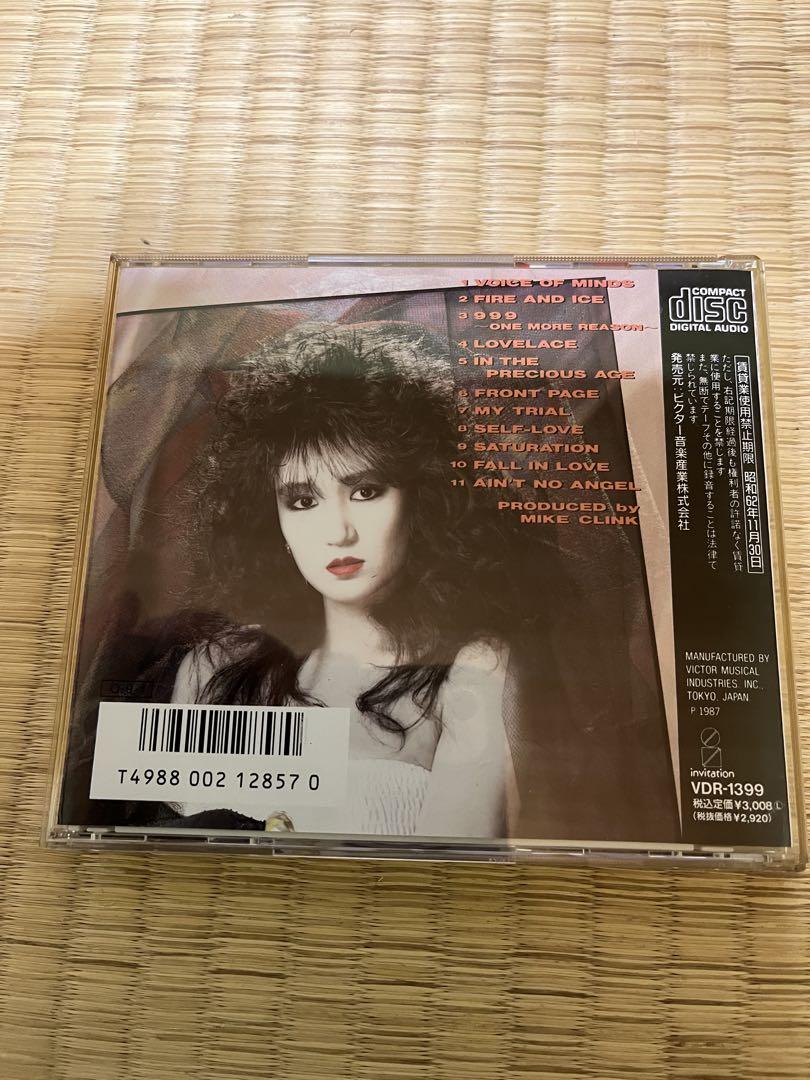 1 VOICE OF MINDS
2 FIRE AND ICE
3 999
～ONE MORE REASON～
4 LOVELACE
5 IN THE
PRECIOUS AGE
6 FRONT PAGE
7 MY TRIAL
8 SELF-LOVE
9 SATURATION
10 FALL IN LOVE
11 AIN'T NO ANGEL
PRODUCED by
MIKE CLINK
COMPACT
disc
DIGITAL AUDIO
賃貸業使用禁止期限 昭和62年11月30日
ただし、右記期限経過後も権利者の許諾なく賃貸
業に使用することを禁じます
また、無断でテープその他に録音することは法律で
禁じられています。
発売元:ビクター音楽産業株式会社
MANUFACTURED BY
VICTOR MUSICAL
INDUSTRIES. INC.,
TOKYO, JAPAN.
℗ 1987
invitation
VDR-1399
税込定価¥3,008Ⓛ
(税抜価格¥2,920)
T4988 002 12857 0